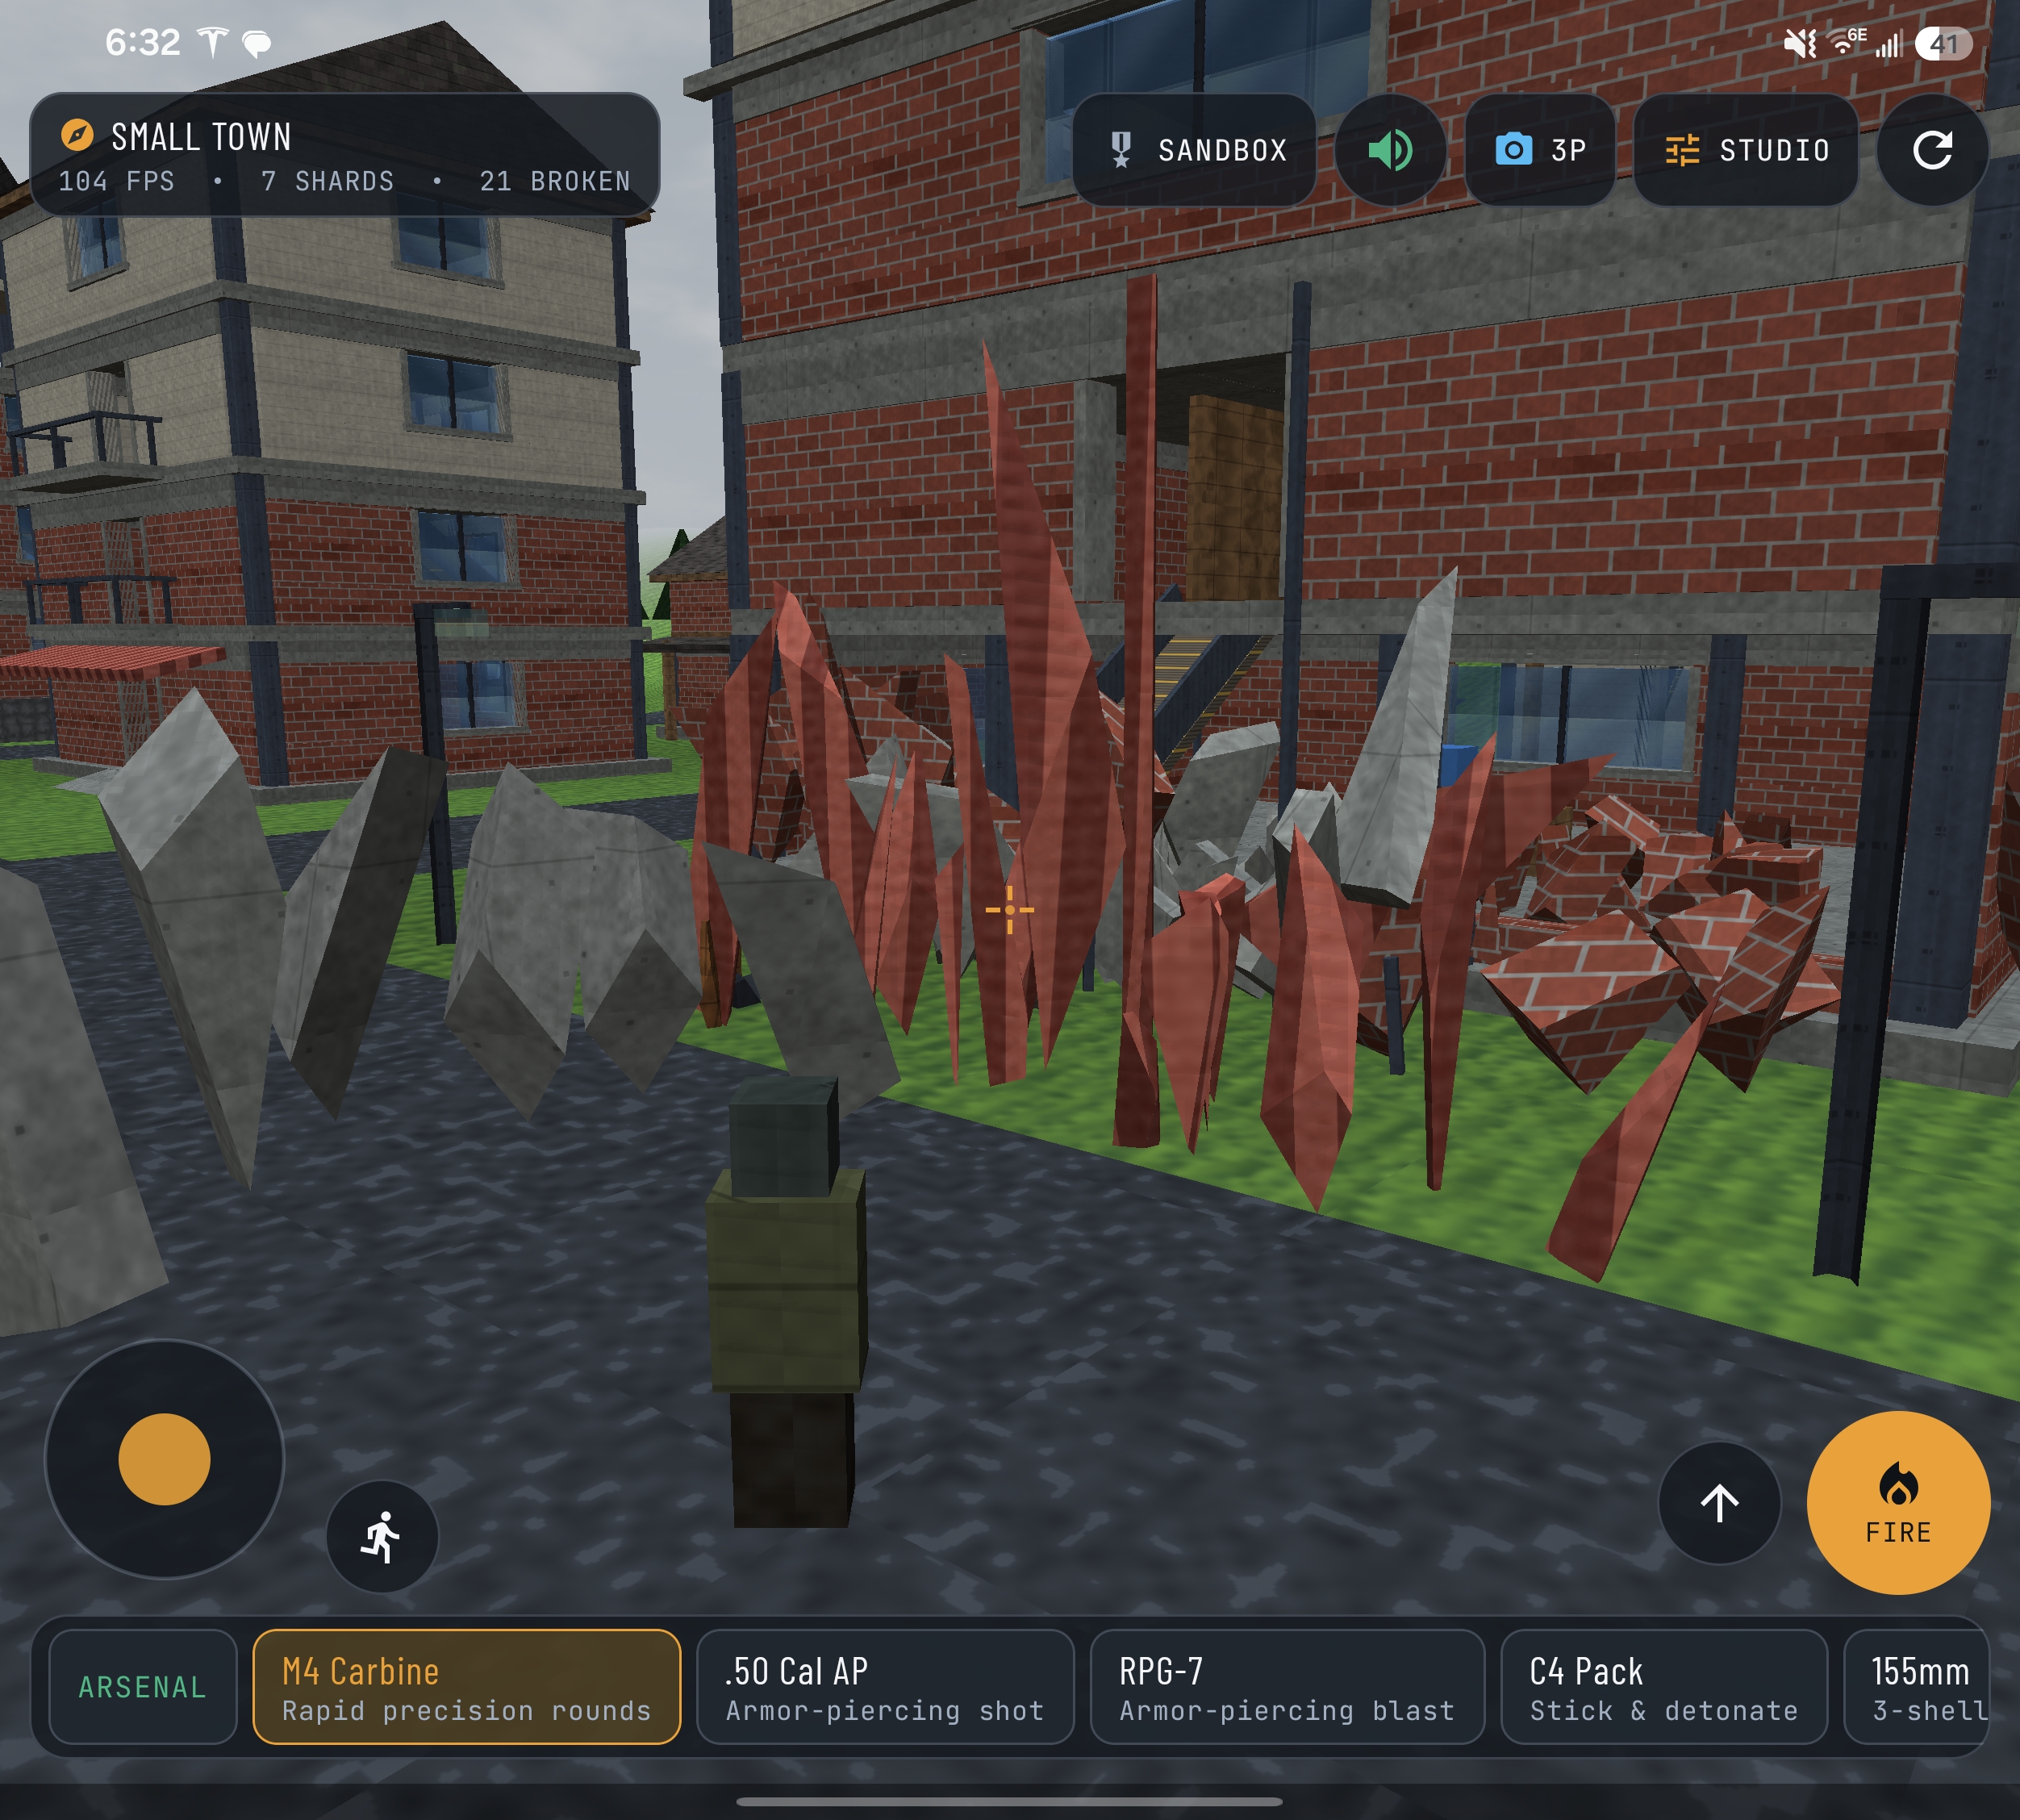 6:32
6E
41
SMALL TOWN
104 FPS • 7 SHARDS • 21 BROKEN
SANDBOX
3P
STUDIO
FIRE
ARSENAL
M4 Carbine
Rapid precision rounds
.50 Cal AP
Armor-piercing shot
RPG-7
Armor-piercing blast
C4 Pack
Stick & detonate
155mm
3-shell